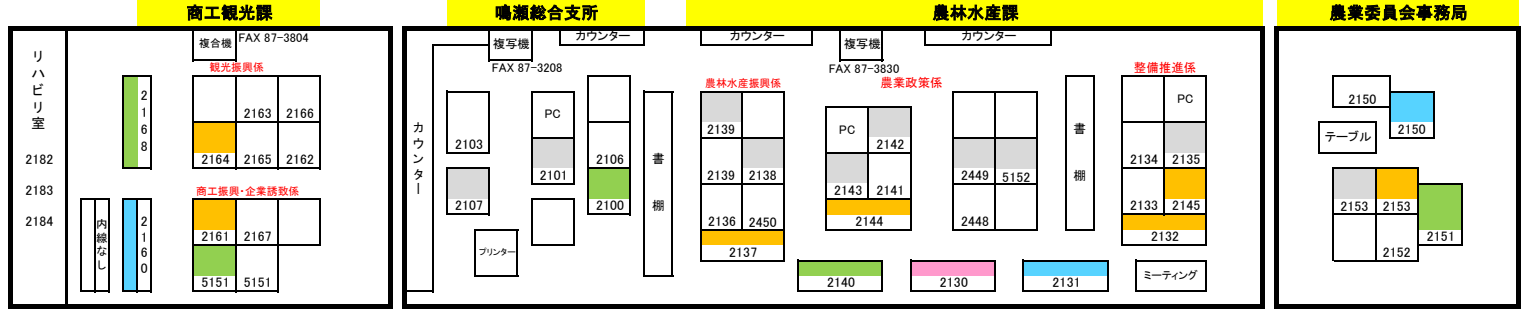 商工観光課
鳴瀬総合支所
農林水産課
農業委員会事務局
リハビリ室
2182
2183
2184
複合機
FAX 87-3804
観光振興係
2168
2163 2166
2164 2165 2162
商工振興・企業誘致係
内線なし
2160
2161 2167
5151 5151
カウンター
複写機
FAX 87-3208
カウンター
2103
PC
2106
2101
2107
2100
プリンター
書棚
カウンター
複写機
FAX 87-3830
カウンター
農林水産振興係
2139
2139 2138
2136 2450
2137
農業政策係
PC
2142
2143 2141
2144
2449 5152
2448
書棚
整備推進係
PC
2134 2135
2133 2145
2132
2140
2130
2131
ミーティング
2150
2150
テーブル
2153 2153
2151
2152